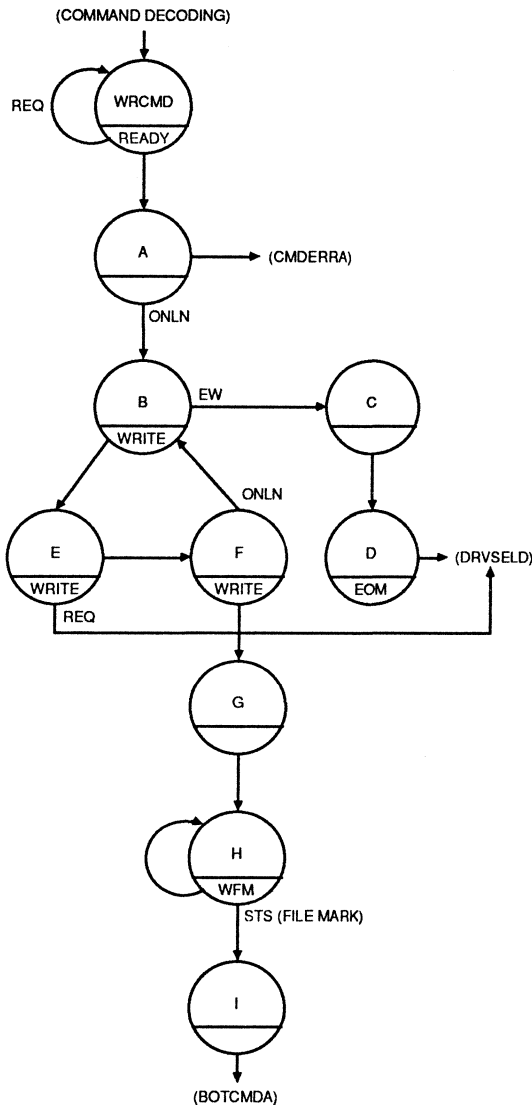 (COMMAND DECODING)
REQ
WRCMD
READY
A
(CMDERRA)
ONLN
B
EW
C
WRITE
ONLN
E
F
D
(DRVSELD)
WRITE
WRITE
EOM
REQ
G
H
WFM
STS (FILE MARK)
I
(BOTCMDA)